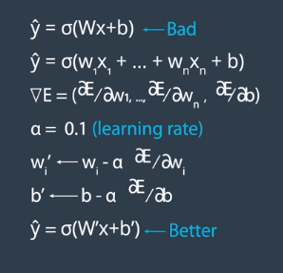 ŷ = σ(Wx+b) ← Bad
ŷ = σ(w₁x₁ + ... + wₙxₙ + b)
∇E = (∂E/∂w₁, ..., ∂E/∂wₙ, ∂E/∂b)
α = 0.1 (learning rate)
wᵢ' ← wᵢ - α ∂E/∂wᵢ
b' ← b - α ∂E/∂b
ŷ = σ(W'x+b') ← Better